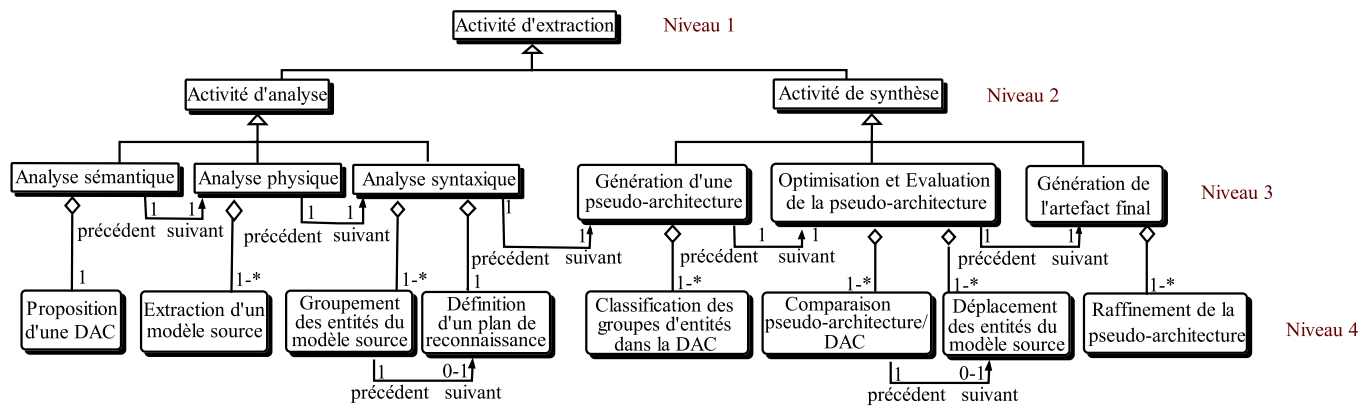 Activité d'extraction
Niveau 1
Activité d'analyse
Activité de synthèse
Niveau 2
Analyse sémantique
Analyse physique
Analyse syntaxique
Génération d'une
pseudo-architecture
Optimisation et Evaluation
de la pseudo-architecture
Génération de
l'artefact final
Niveau 3
1
1
précédent
suivant
1
1
précédent
suivant
1
1
précédent
suivant
1
1
précédent
suivant
1
1
précédent
suivant
1
1-*
1-*
1
1-*
1-*
1-*
1-*
Proposition
d'une DAC
Extraction d'un
modèle source
Groupement
des entités du
modèle source
Définition
d'un plan de
reconnaissance
Classification des
groupes d'entités
dans la DAC
Comparaison
pseudo-architecture/
DAC
Déplacement
des entités du
modèle source
Raffinement de la
pseudo-architecture
Niveau 4
1
0-1
précédent
suivant
1
0-1
précédent
suivant